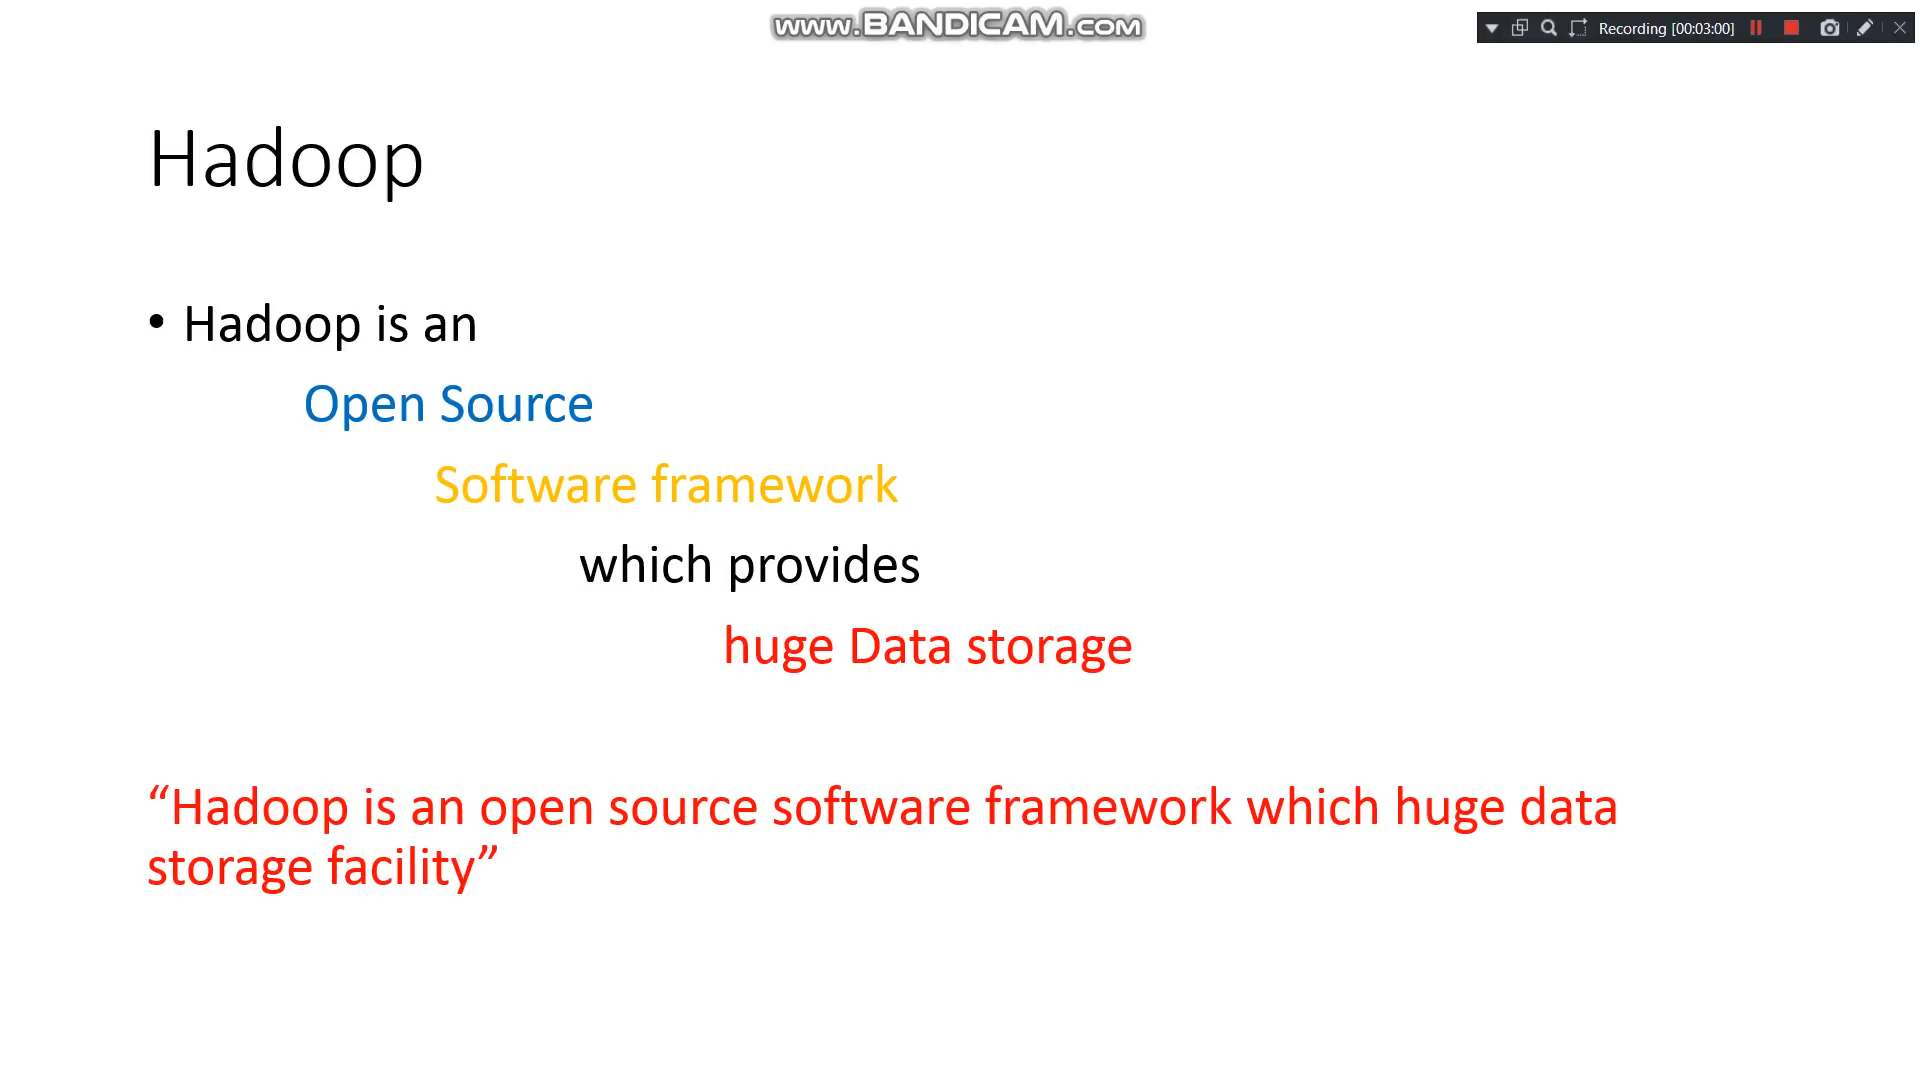 www.BANDICAM.com
Recording [00:03:00]
Hadoop
• Hadoop is an
Open Source
Software framework
which provides
huge Data storage
“Hadoop is an open source software framework which huge data
storage facility”